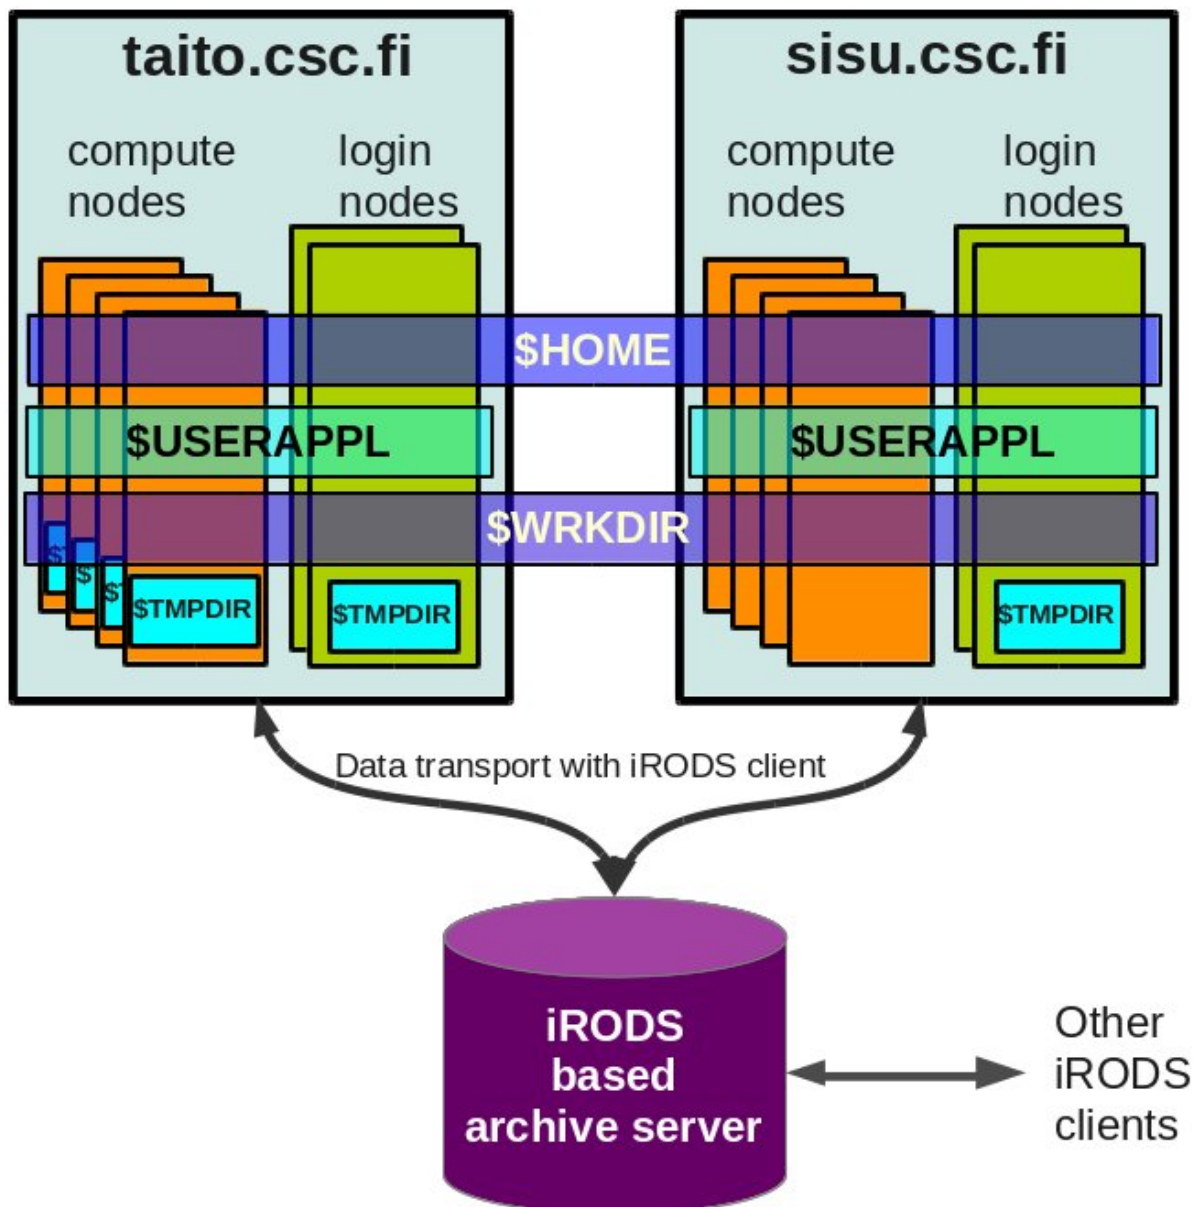 taito.csc.fi
compute
nodes
login
nodes
sisu.csc.fi
compute
nodes
login
nodes
$HOME
$USERAPPL
$USERAPPL
$WRKDIR
$T
$
$T
$TMPDIR
$TMPDIR
$TMPDIR
Data transport with iRODS client
iRODS
based
archive server
Other
iRODS
clients